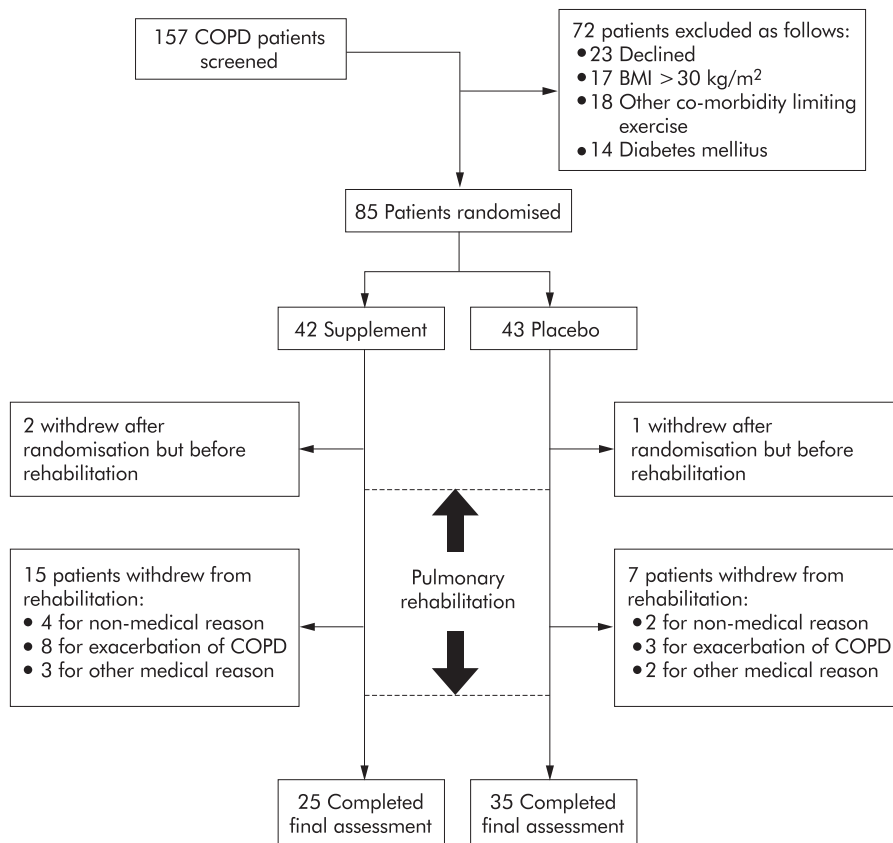 157 COPD patients
screened
72 patients excluded as follows:
• 23 Declined
• 17 BMI > 30 kg/m²
• 18 Other co-morbidity limiting
exercise
• 14 Diabetes mellitus
85 Patients randomised
42 Supplement
43 Placebo
2 withdrew after
randomisation but before
rehabilitation
1 withdrew after
randomisation but before
rehabilitation
15 patients withdrew from
rehabilitation:
• 4 for non-medical reason
• 8 for exacerbation of COPD
• 3 for other medical reason
Pulmonary
rehabilitation
7 patients withdrew from
rehabilitation:
• 2 for non-medical reason
• 3 for exacerbation of COPD
• 2 for other medical reason
25 Completed
final assessment
35 Completed
final assessment